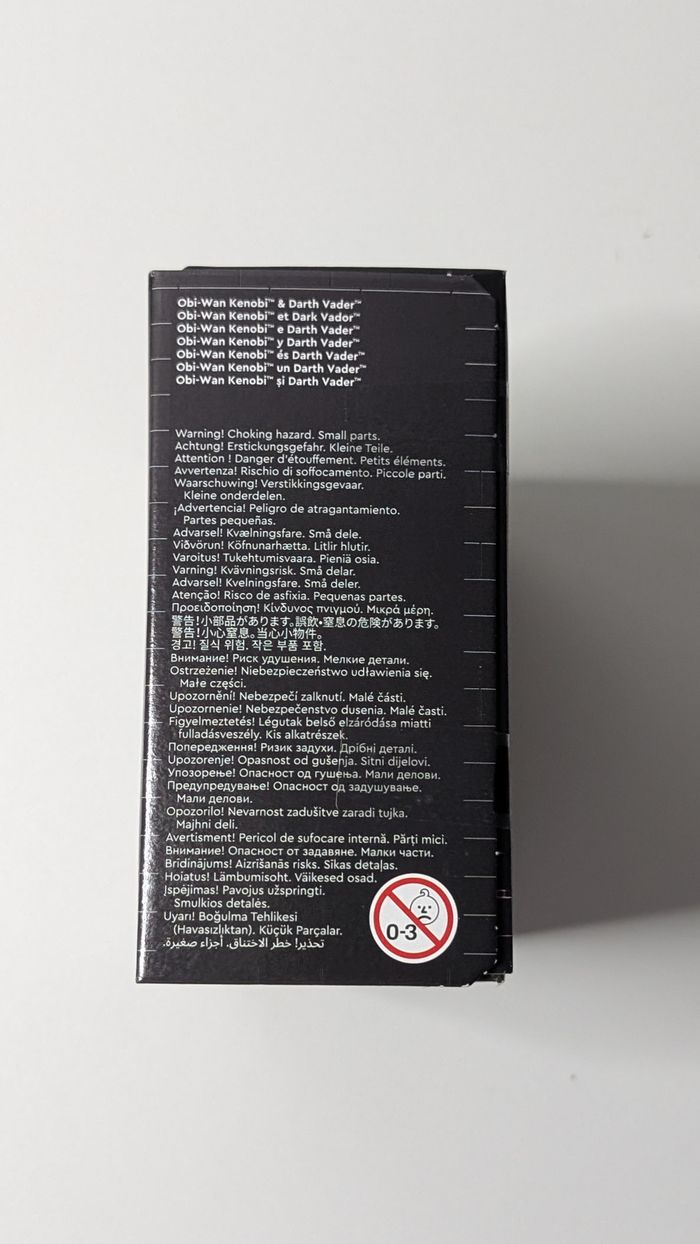 Obi-Wan Kenobi™ & Darth Vader™
Obi-Wan Kenobi™ et Dark Vador™
Obi-Wan Kenobi™ e Darth Vader™
Obi-Wan Kenobi™ y Darth Vader™
Obi-Wan Kenobi™ és Darth Vader™
Obi-Wan Kenobi™ un Darth Vader™
Obi-Wan Kenobi™ și Darth Vader™
Warning! Choking hazard. Small parts.
Achtung! Erstickungsgefahr. Kleine Teile.
Attention ! Danger d'étouffement. Petits éléments.
Avvertenza! Rischio di soffocamento. Piccole parti.
Waarschuwing! Verstikkingsgevaar.
Kleine onderdelen.
¡Advertencia! Peligro de atragantamiento.
Partes pequeñas.
Advarsel! Kvælningsfare. Små dele.
Viðvörun! Köfnunarhætta. Litlir hlutir.
Varoitus! Tukehtumisvaara. Pieniä osia.
Varning! Kvävningsrisk. Små delar.
Advarsel! Kvelningsfare. Små deler.
Atenção! Risco de asfixia. Pequenas partes.
Προειδοποίηση! Κίνδυνος πνιγμού. Μικρά μέρη.
警告!小部品があります。誤飲•窒息の危険があります。
警告!小心窒息。当心小物件。
경고! 질식 위험. 작은 부품 포함.
Внимание! Риск удушения. Мелкие детали.
Ostrzeżenie! Niebezpieczeństwo udławienia się.
Małe części.
Upozornění! Nebezpečí zalknutí. Malé části.
Upozornenie! Nebezpečenstvo dusenia. Malé časti.
Figyelmeztetés! Légutak belső elzáródása miatti
fulladásveszély. Kis alkatrészek.
Попередження! Ризик задухи. Дрібні деталі.
Upozorenje! Opasnost od gušenja. Sitni dijelovi.
Упозорење! Опасност од гушења. Мали делови.
Предупредување! Опасност од задушување.
Мали делови.
Opozorilo! Nevarnost zadušitve zaradi tujka.
Majhni deli.
Avertisment! Pericol de sufocare internă. Părți mici.
Внимание! Опасност от задавяне. Малки части.
Brīdinājums! Aizrīšanās risks. Sīkas detaļas.
Hoiatus! Lämbumisoht. Väikesed osad.
Įspėjimas! Pavojus užspringti.
Smulkios detalės.
Uyarı! Boğulma Tehlikesi
(Havasızlıktan). Küçük Parçalar.
تحذير! خطر الاختناق. أجزاء صغيرة.
0-3